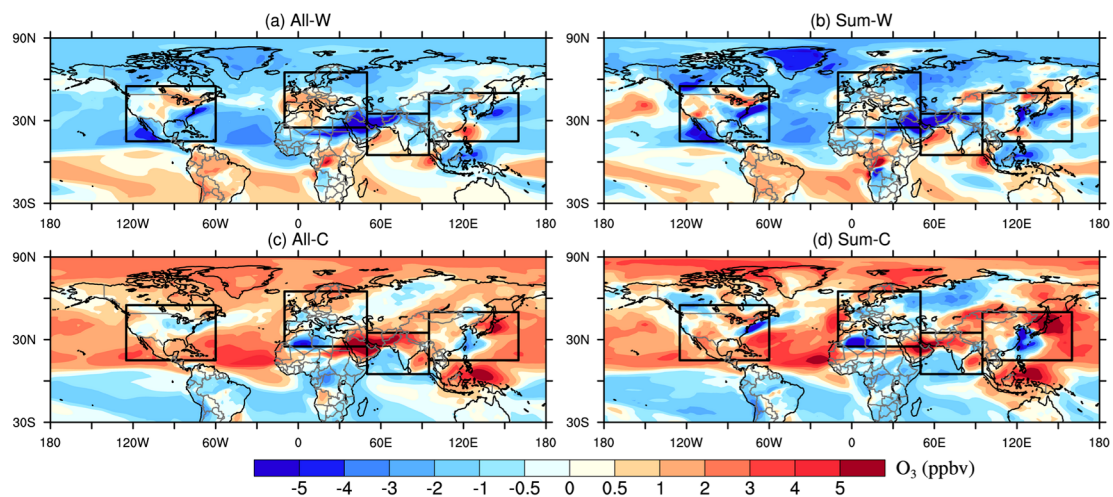 (a) All-W
(b) Sum-W
90N
30N
30S
180 120W 60W 0 60E 120E 180
90N
30N
30S
180 120W 60W 0 60E 120E 180
(c) All-C
(d) Sum-C
90N
30N
30S
180 120W 60W 0 60E 120E 180
90N
30N
30S
180 120W 60W 0 60E 120E 180
-5 -4 -3 -2 -1 -0.5 0 0.5 1 2 3 4 5
O₃ (ppbv)